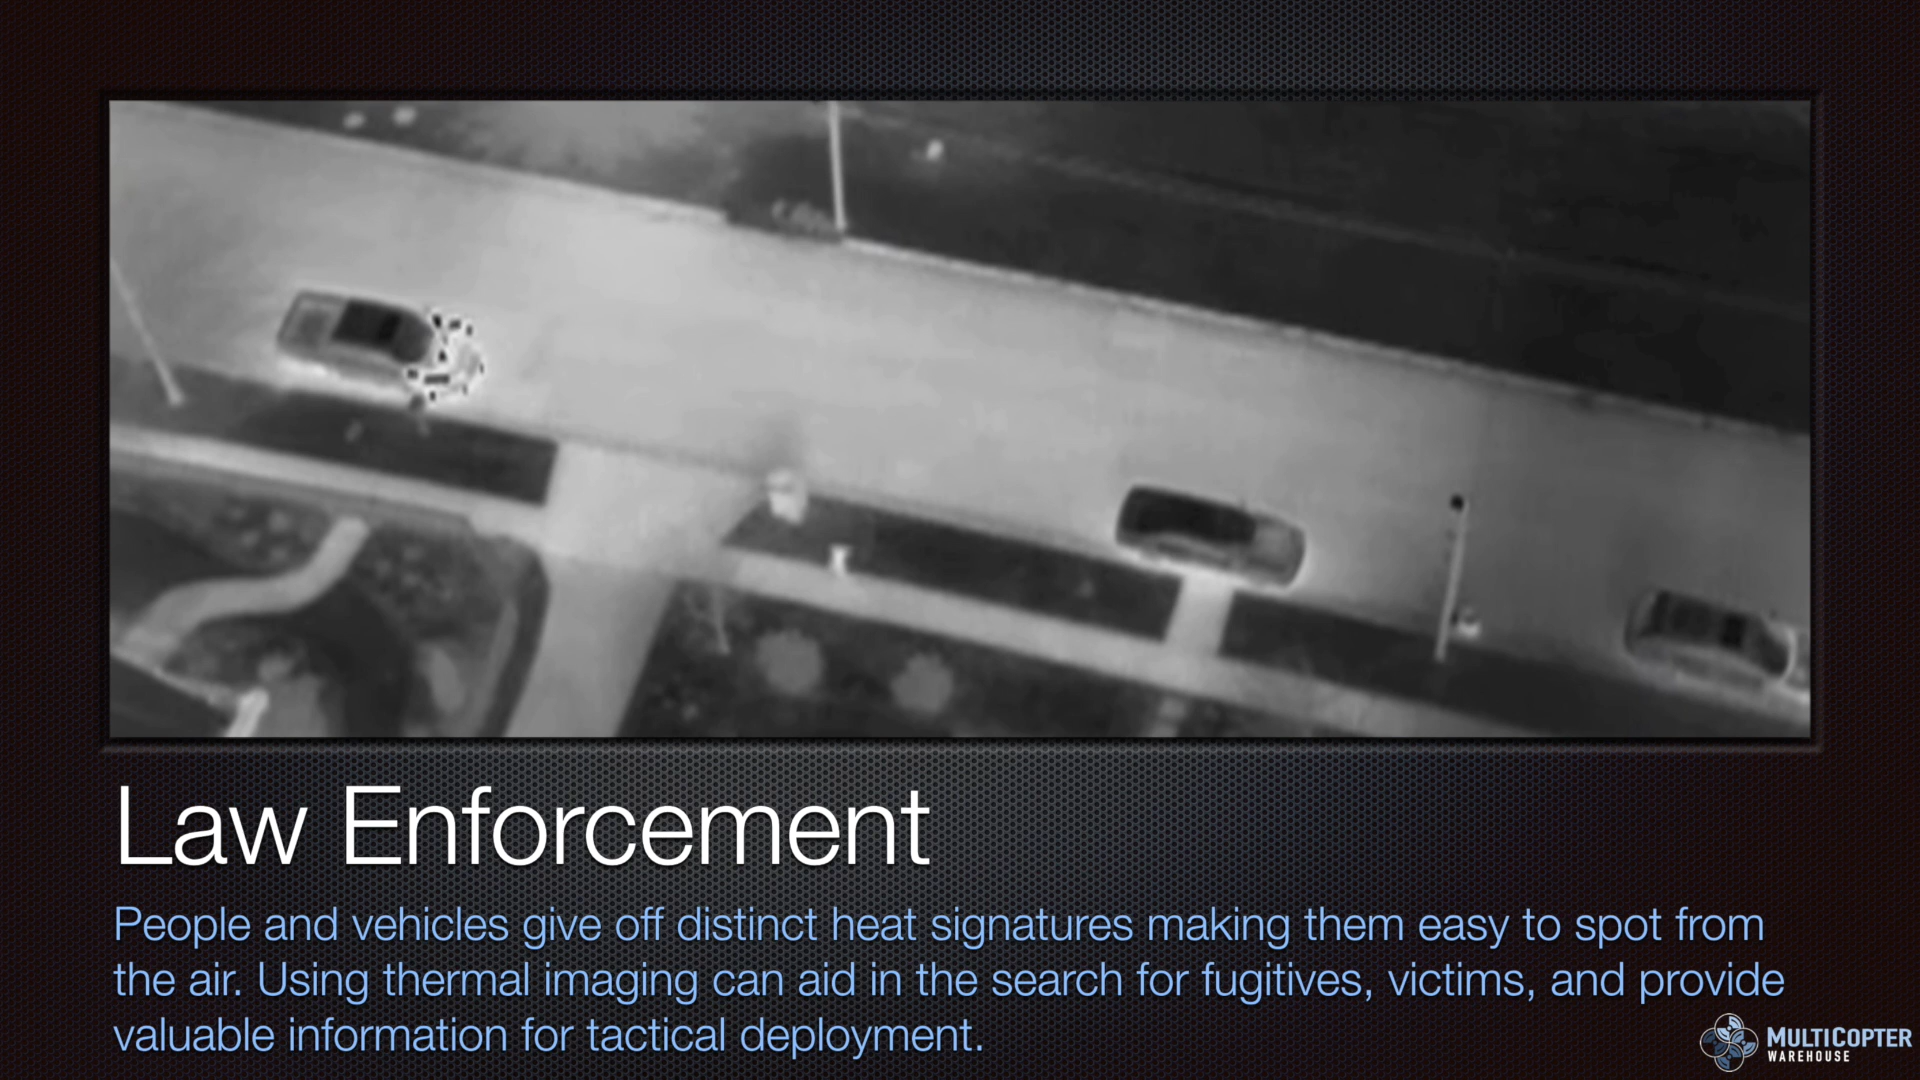 Law Enforcement
People and vehicles give off distinct heat signatures making them easy to spot from
the air. Using thermal imaging can aid in the search for fugitives, victims, and provide
valuable information for tactical deployment.
MULTICOPTER
WAREHOUSE